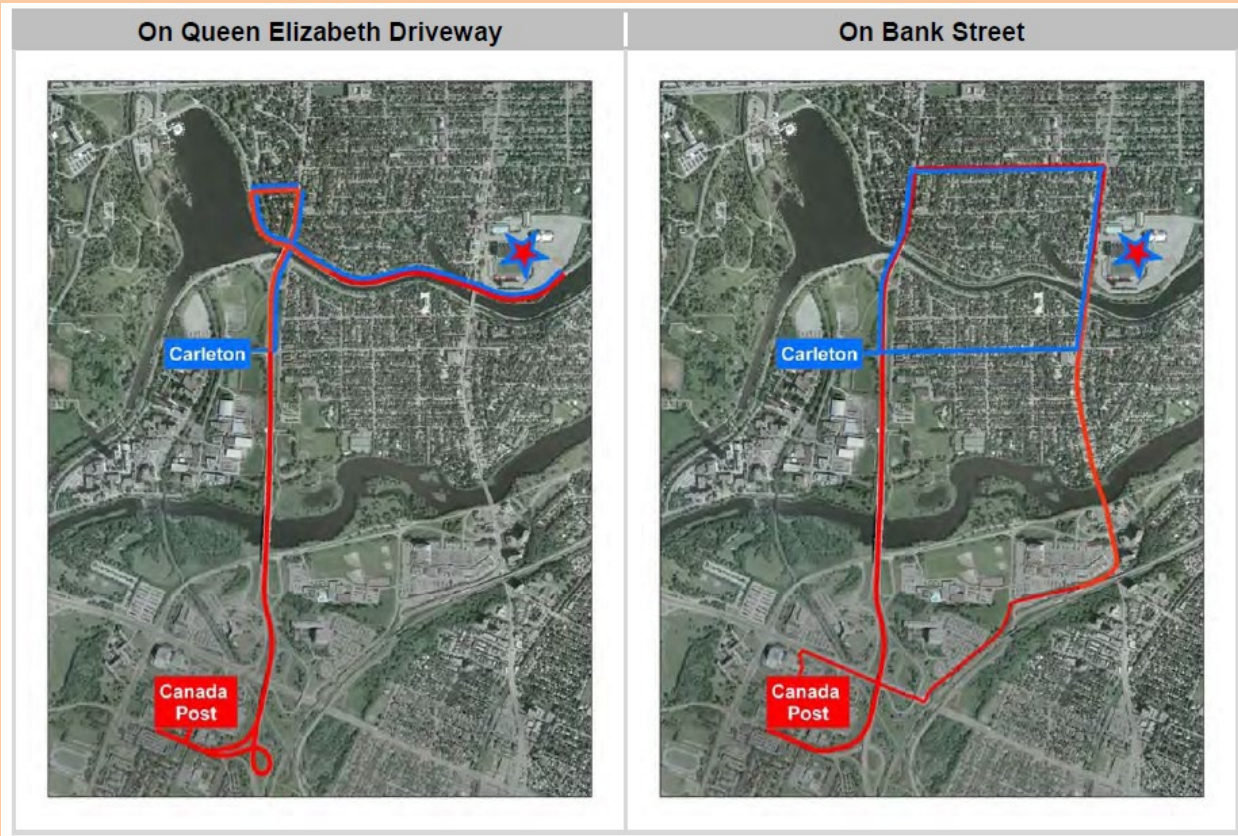 On Queen Elizabeth Driveway
On Bank Street
Carleton
Canada
Post
Carleton
Canada
Post